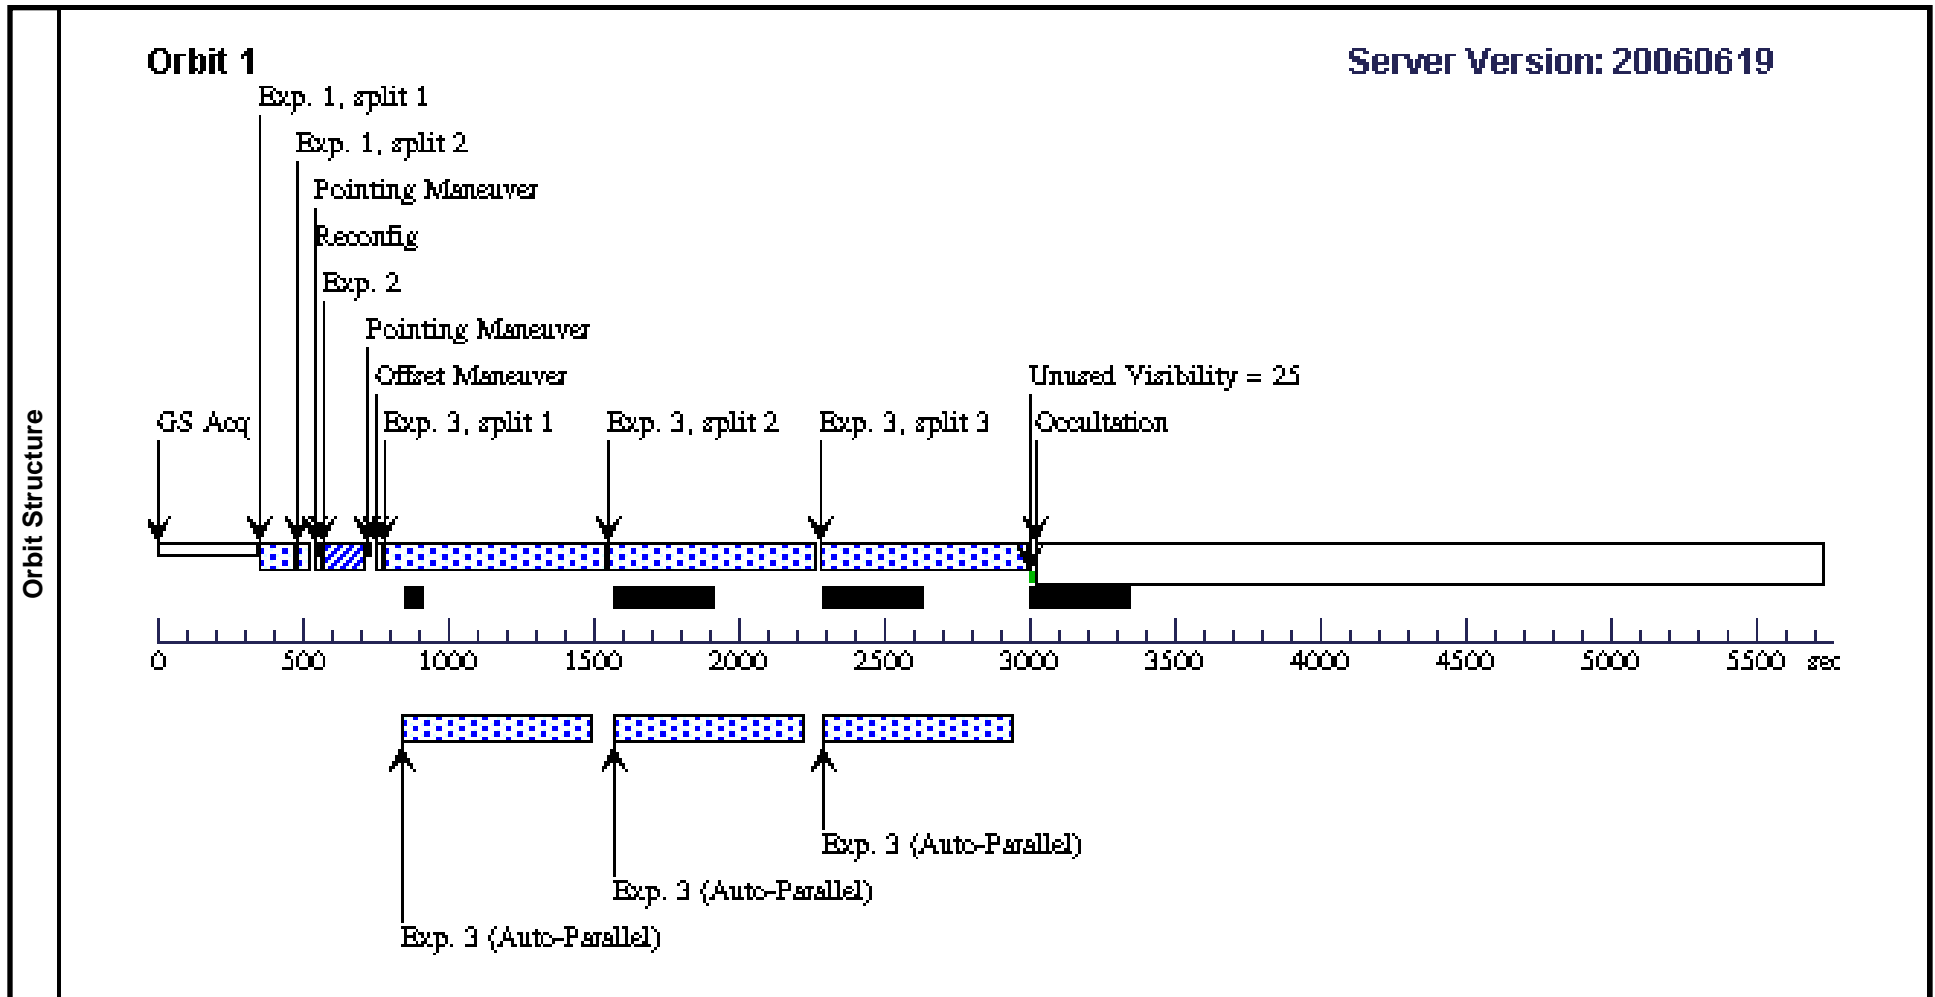 Orbit 1
Server Version: 20060619
Exp. 1, split 1
Exp. 1, split 2
Pointing Maneuver
Reconfig
Exp. 2
Pointing Maneuver
Offset Maneuver
Unused Visibility = 25
GS Acq
Exp. 3, split 1
Exp. 3, split 2
Exp. 3, split 3
Occultation
Orbit Structure
0 500 1000 1500 2000 2500 3000 3500 4000 4500 5000 5500 sec
Exp. 3 (Auto-Parallel)
Exp. 3 (Auto-Parallel)
Exp. 3 (Auto-Parallel)